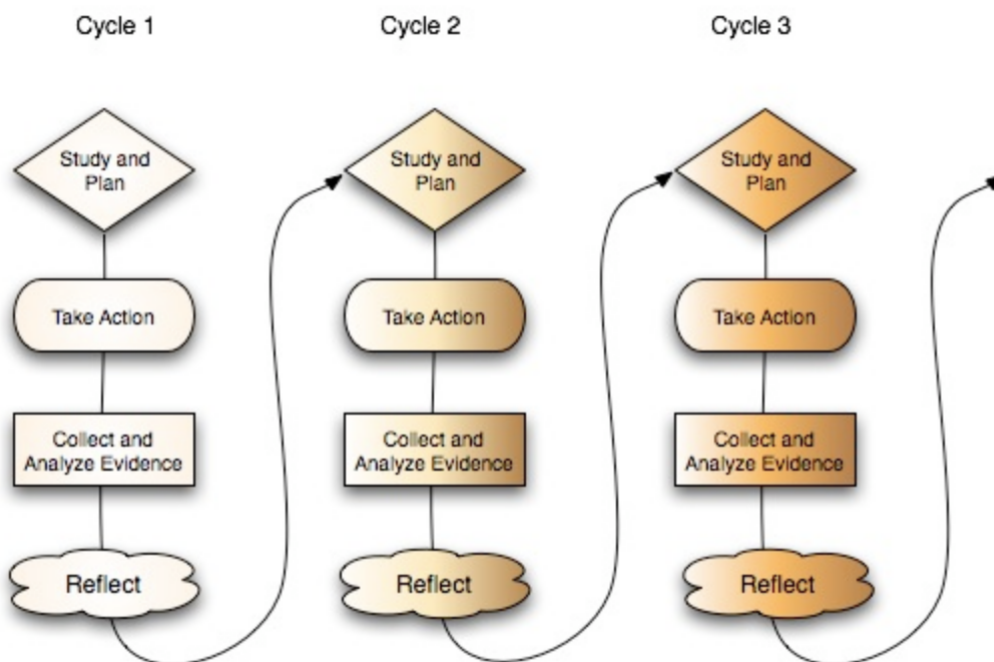 Cycle 1
Study and
Plan
Take Action
Collect and
Analyze Evidence
Reflect
Cycle 2
Study and
Plan
Take Action
Collect and
Analyze Evidence
Reflect
Cycle 3
Study and
Plan
Take Action
Collect and
Analyze Evidence
Reflect